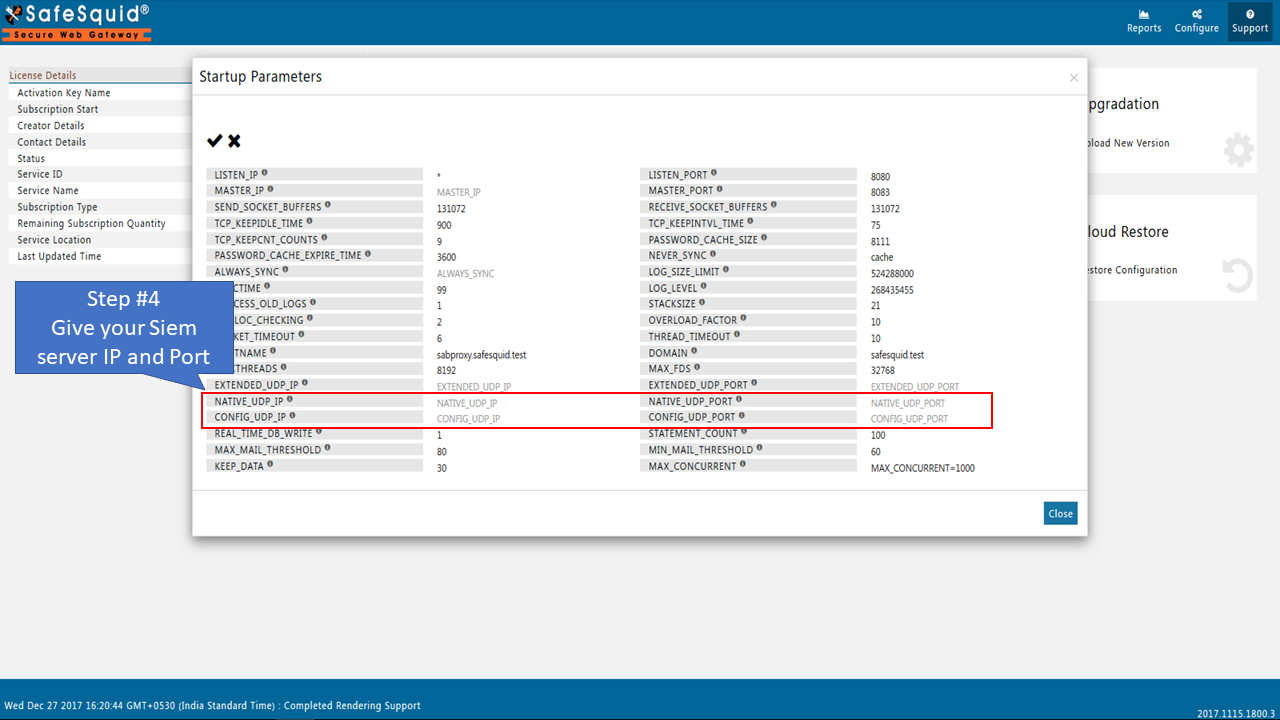 SafeSquid®
Secure Web Gateway
Reports
Configure
Support
License Details
Activation Key Name
Subscription Start
Creator Details
Contact Details
Status
Service ID
Service Name
Subscription Type
Remaining Subscription Quantity
Service Location
Last Updated Time
Startup Parameters
×
LISTEN_IP * LISTEN_PORT 8080
MASTER_IP MASTER_IP MASTER_PORT 8083
SEND_SOCKET_BUFFERS 131072 RECEIVE_SOCKET_BUFFERS 131072
TCP_KEEPIDLE_TIME 900 TCP_KEEPINTVL_TIME 75
TCP_KEEPCNT_COUNTS 9 PASSWORD_CACHE_SIZE 8111
PASSWORD_CACHE_EXPIRE_TIME 3600 NEVER_SYNC cache
ALWAYS_SYNC ALWAYS_SYNC LOG_SIZE_LIMIT 524288000
CTIME 99 LOG_LEVEL 268435455
CESS_OLD_LOGS 1 STACKSIZE 21
LOC_CHECKING 2 OVERLOAD_FACTOR 10
KET_TIMEOUT 6 THREAD_TIMEOUT 10
TNAME sabproxy.safesquid.test DOMAIN safesquid.test
THREADS 8192 MAX_FDS 32768
EXTENDED_UDP_IP EXTENDED_UDP_IP EXTENDED_UDP_PORT EXTENDED_UDP_PORT
NATIVE_UDP_IP NATIVE_UDP_IP NATIVE_UDP_PORT NATIVE_UDP_PORT
CONFIG_UDP_IP CONFIG_UDP_IP CONFIG_UDP_PORT CONFIG_UDP_PORT
REAL_TIME_DB_WRITE 1 STATEMENT_COUNT 100
MAX_MAIL_THRESHOLD 80 MIN_MAIL_THRESHOLD 60
KEEP_DATA 30 MAX_CONCURRENT MAX_CONCURRENT=1000
Close
Step #4
Give your Siem
server IP and Port
pgradation
pload New Version
loud Restore
estore Configuration
Wed Dec 27 2017 16:20:44 GMT+0530 (India Standard Time) : Completed Rendering Support
2017.1115.1800.3